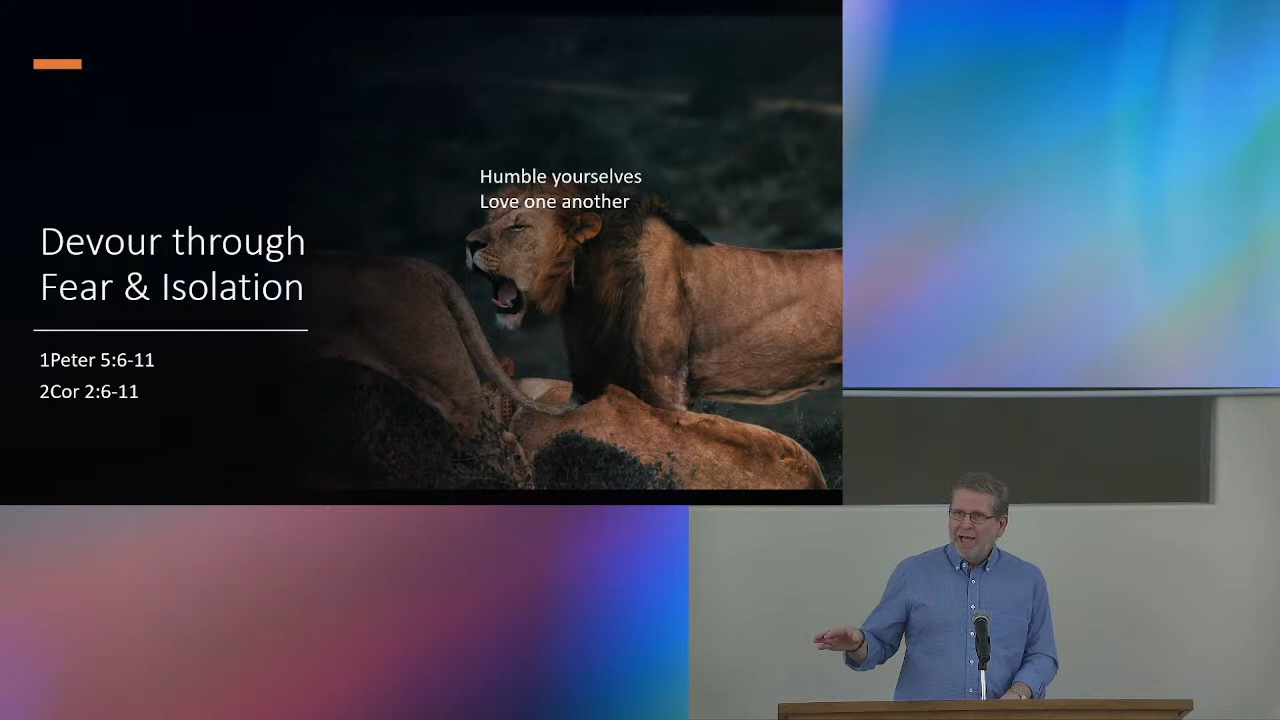 Humble yourselves
Love one another
Devour through
Fear & Isolation
1Peter 5:6-11
2Cor 2:6-11